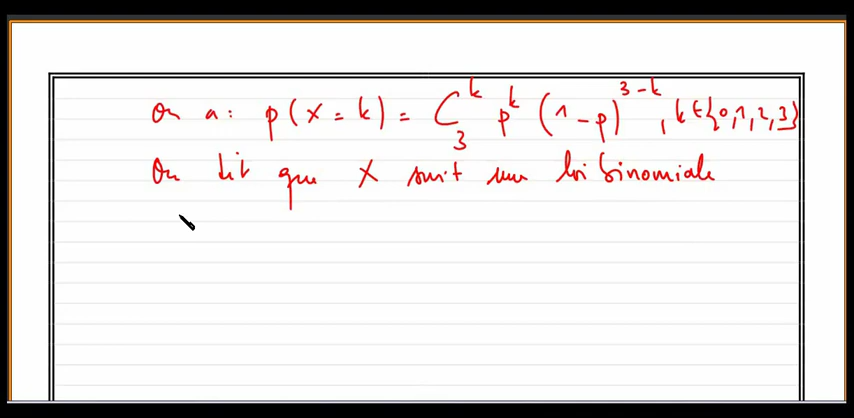 On a : p(X = k) = C_3^k p^k (1-p)^{3-k}, k ∈ {0,1,2,3}
On dit que X suit une loi binomiale